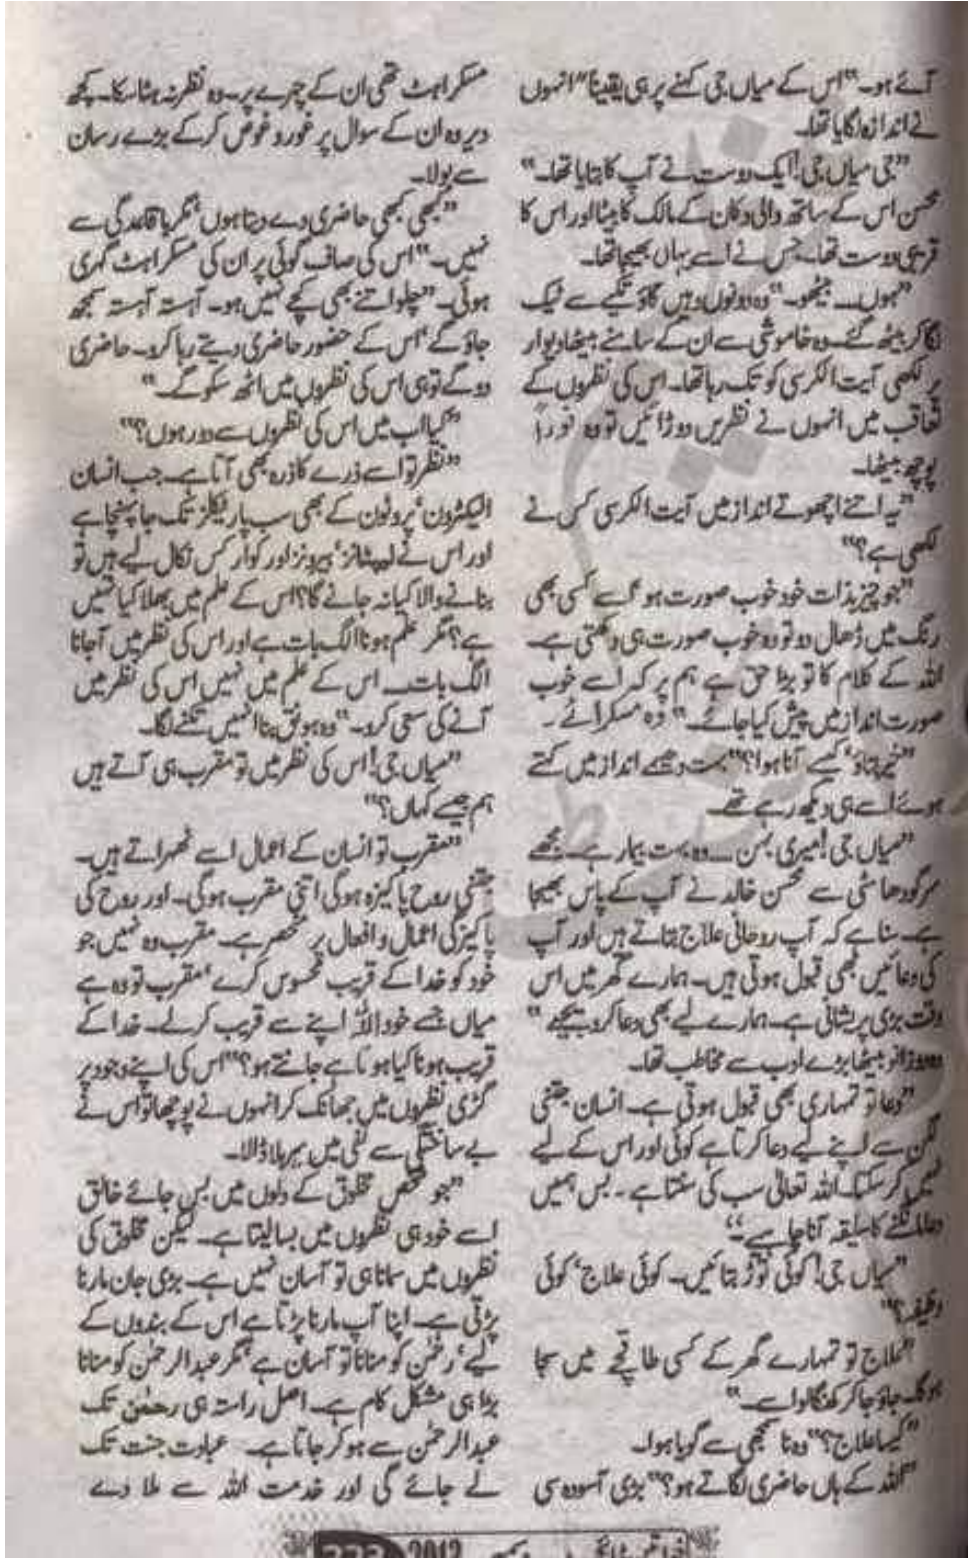 آئے ہو۔“ اس کے میاں جی کہنے پر ہی یقیناً“ انہوں
نے اندازہ لگایا تھا۔
”جی میاں جی! ایک دوست نے آپ کا بتایا تھا۔“
محسن اس کے ساتھ والی دکان کے مالک کا بیٹا اور اس کا
قریبی دوست تھا۔ جس نے اسے یہاں بھیجا تھا۔
”ہوں۔۔۔ بیٹھو۔“ وہ دونوں وہیں گاؤ تکیے سے ٹیک
لگا کر بیٹھ گئے۔ وہ خاموشی سے ان کے سامنے بیٹھا دیوار
پر لکھی آیت الکرسی کو تک رہا تھا۔ اس کی نظروں کے
تعاقب میں انہوں نے نظریں دوڑائیں تو وہ فوراً
پوچھ بیٹھا۔
”یہ اتنے اچھوتے انداز میں آیت الکرسی کس نے
لکھی ہے؟“
”جو چیز بذات خود خوب صورت ہو اسے کسی بھی
رنگ میں ڈھال دو تو وہ خوب صورت ہی دکھتی ہے۔
اللہ کے کلام کا تو بڑا حق ہے ہم پر کہ اسے خوب
صورت انداز میں پیش کیا جائے۔“ وہ مسکرائے۔
”خیر بتاؤ‘ کیسے آنا ہوا؟“ بہت دھیمے انداز میں کہتے
ہوئے اسے ہی دیکھ رہے تھے۔
”میاں جی! میری بہن۔۔۔ وہ بہت بیمار ہے۔ مجھے
سرگودھا سٹی سے محسن خالد نے آپ کے پاس بھیجا
ہے۔ سنا ہے کہ آپ روحانی علاج بتاتے ہیں اور آپ
کی دعائیں بھی قبول ہوتی ہیں۔ ہمارے گھر میں اس
وقت بڑی پریشانی ہے۔ ہمارے لیے بھی دعا کر دیجیے“
وہ دو زانو بیٹھا بڑے ادب سے مخاطب تھا۔
”دعا تو تمہاری بھی قبول ہوتی ہے۔ انسان جتنی
لگن سے اپنے لیے دعا کرتا ہے کوئی اور اس کے لیے
نہیں کر سکتا۔ اللہ تعالیٰ سب کی سنتا ہے۔ بس ہمیں
دعا مانگنے کا سلیقہ آنا چاہیے۔“
”میاں جی! کوئی توڑ بتائیں۔ کوئی علاج‘ کوئی
وظیفہ؟“
”علاج تو تمہارے گھر کے کسی طاقچے میں سجا
ہوگا۔ جاؤ جا کر کھنگالو اسے۔“
”کیسا علاج؟“ وہ نا سمجھی سے گویا ہوا۔
”اللہ کے ہاں حاضری لگاتے ہو؟“ بڑی آسودہ سی
مسکراہٹ تھی ان کے چہرے پر۔ وہ نظر نہ ہٹا سکا۔ کچھ
دیر وہ ان کے سوال پر غور و غوض کر کے بڑے رسان
سے بولا۔
”کبھی کبھی حاضری دے دیتا ہوں‘ مگر باقاعدگی سے
نہیں۔“ اس کی صاف گوئی پر ان کی مسکراہٹ گہری
ہوئی۔ ”چلو اتنے بھی کچے نہیں ہو۔ آہستہ آہستہ سمجھ
جاؤ گے‘ اس کے حضور حاضری دیتے رہا کرو۔ حاضری
دو گے تو ہی اس کی نظروں میں اٹھ سکو گے۔“
”کیا اب میں اس کی نظروں سے دور ہوں؟“
”نظر تو اسے ذرے کا ذرہ بھی آتا ہے۔ جب انسان
الیکٹرون‘ پروٹون کے بھی سب پارٹیکلز تک جا پہنچا ہے
اور اس نے لیپٹانز‘ بیرونز اور کوارکس نکال لیے ہیں تو
بنانے والا کیا نہ جانے گا؟ اس کے علم میں بھلا کیا نہیں
ہے؟ مگر علم ہونا الگ بات ہے اور اس کی نظر میں آجانا
الگ بات۔۔۔ اس کے علم میں نہیں اس کی نظر میں
آنے کی سعی کرو۔“ وہ ہونق بنا انہیں تکنے لگا۔
”میاں جی! اس کی نظر میں تو مقرب ہی آتے ہیں
ہم جیسے کہاں؟“
”مقرب تو انسان کے اعمال اسے ٹھہراتے ہیں۔
جتنی روح پاکیزہ ہوگی اتنی مقرب ہوگی۔ اور روح کی
پاکیزگی اعمال و افعال پر منحصر ہے۔ مقرب وہ نہیں جو
خود کو خدا کے قریب محسوس کرے‘ مقرب تو وہ ہے
میاں جسے خود اللہ اپنے سے قریب کرلے۔ خدا کے
قریب ہونا کیا ہوتا ہے جانتے ہو؟“ اس کی اپنے وجود پر
گڑی نظروں میں جھانک کر انہوں نے پوچھا تو اس نے
بے ساختگی سے نفی میں سر ہلا ڈالا۔
”جو شخص مخلوق کے دلوں میں بس جائے خالق
اسے خود ہی نظروں میں بسا لیتا ہے۔ لیکن مخلوق کی
نظروں میں سمانا ہی تو آسان نہیں ہے۔ بڑی جان مارنا
پڑتی ہے۔ اپنا آپ مارنا پڑتا ہے اس کے بندوں کے
لیے‘ رحمٰن کو منانا تو آسان ہے‘ مگر عبدالرحمٰن کو منانا
بڑا ہی مشکل کام ہے۔ اصل راستہ ہی رحمٰن تک
عبدالرحمٰن سے ہو کر جاتا ہے۔ عبادت جنت تک
لے جائے گی اور خدمت اللہ سے ملا دے
2012